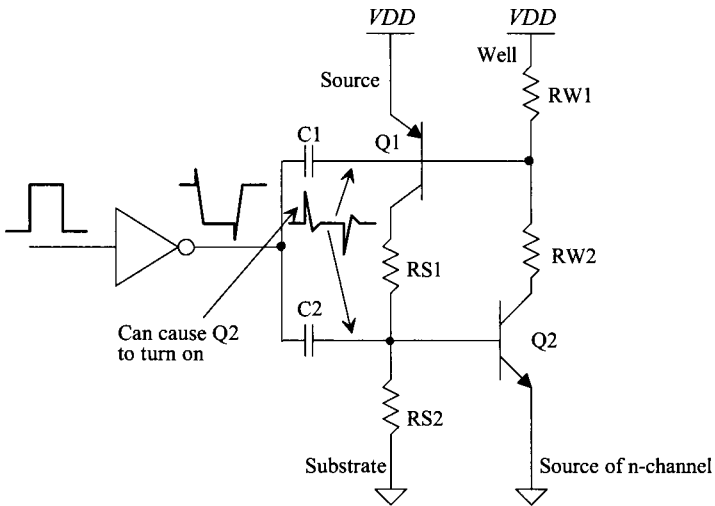 VDD
VDD
Well
Source
RW1
C1
Q1
RS1
RW2
C2
Can cause Q2
to turn on
Q2
RS2
Substrate
Source of n-channel